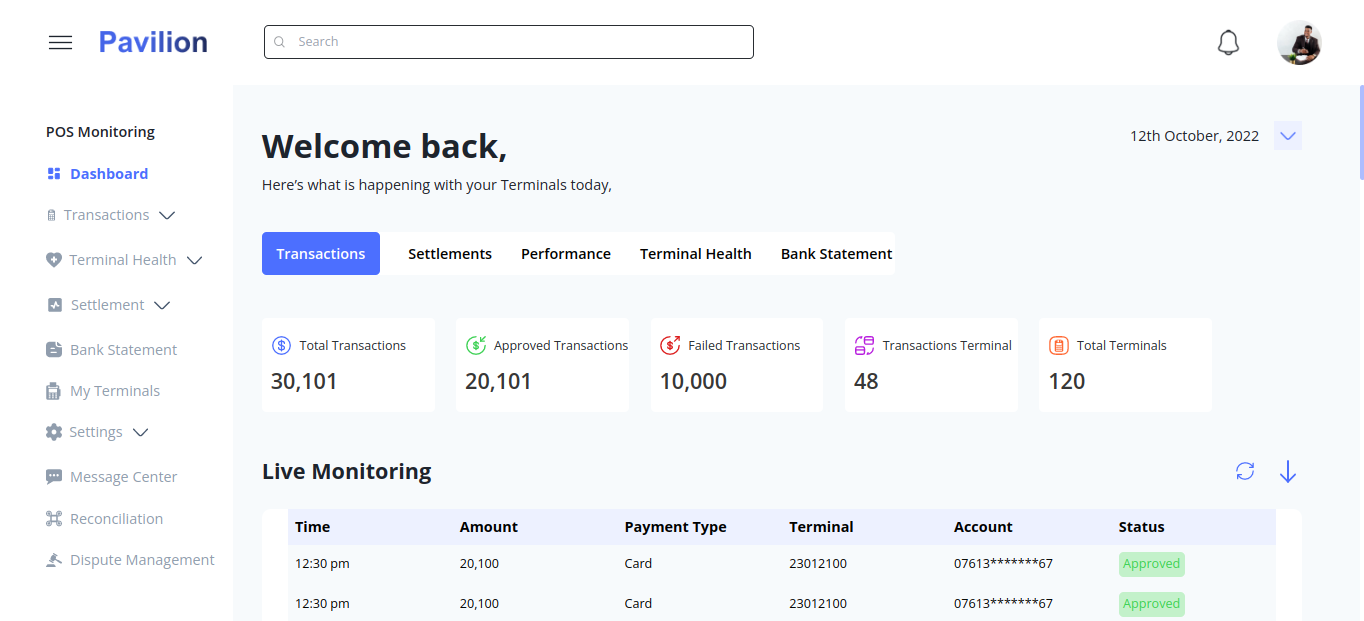 Pavilion
Search
POS Monitoring
Dashboard
Transactions
Terminal Health
Settlement
Bank Statement
My Terminals
Settings
Message Center
Reconciliation
Dispute Management
Welcome back,
12th October, 2022
Here’s what is happening with your Terminals today,
Transactions Settlements Performance Terminal Health Bank Statement
Total Transactions
30,101
Approved Transactions
20,101
Failed Transactions
10,000
Transactions Terminal
48
Total Terminals
120
Live Monitoring
Time Amount Payment Type Terminal Account Status
12:30 pm 20,100 Card 23012100 07613*******67 Approved
12:30 pm 20,100 Card 23012100 07613*******67 Approved